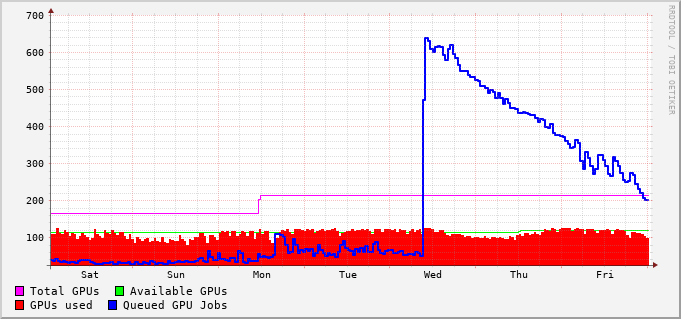 700
600
500
400
300
200
100
Sat Sun Mon Tue Wed Thu Fri
Total GPUs Available GPUs
GPUs used Queued GPU Jobs
RRDTOOL / TOBI OETIKER